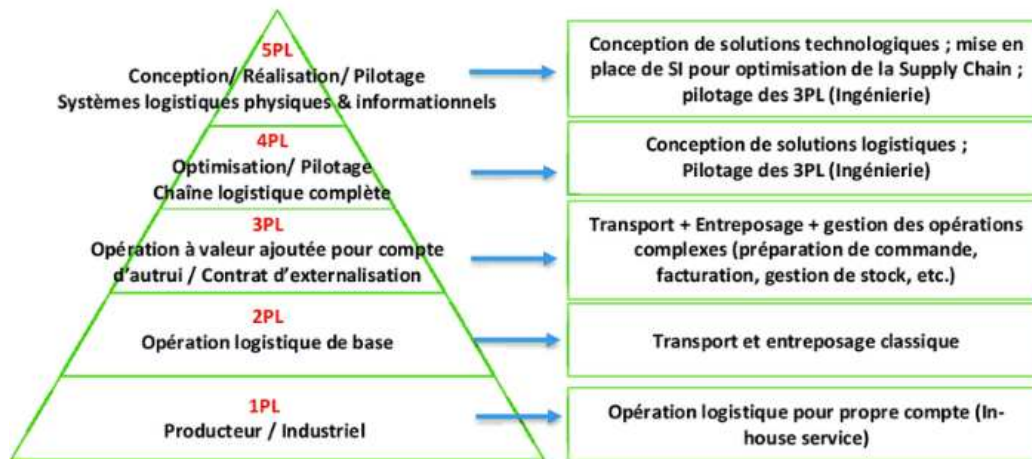 5PL
Conception/ Réalisation/ Pilotage
Systèmes logistiques physiques & informationnels
Conception de solutions technologiques ; mise en
place de SI pour optimisation de la Supply Chain ;
pilotage des 3PL (Ingénierie)
4PL
Optimisation/ Pilotage
Chaîne logistique complète
Conception de solutions logistiques ;
Pilotage des 3PL (Ingénierie)
3PL
Opération à valeur ajoutée pour compte
d’autrui / Contrat d’externalisation
Transport + Entreposage + gestion des opérations
complexes (préparation de commande,
facturation, gestion de stock, etc.)
2PL
Opération logistique de base
Transport et entreposage classique
1PL
Producteur / Industriel
Opération logistique pour propre compte (In-
house service)